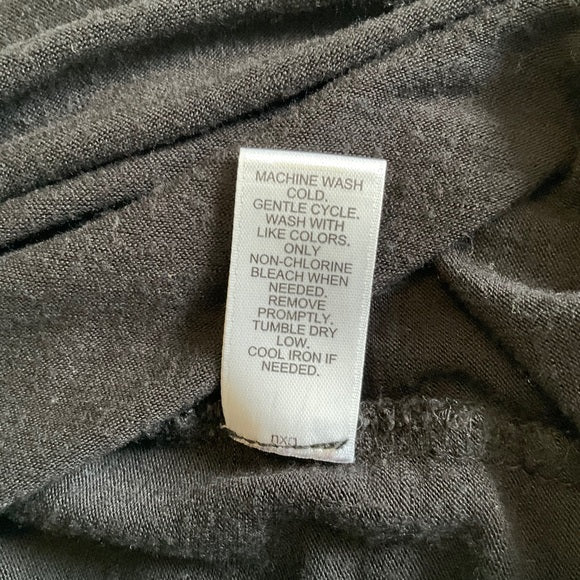 MACHINE WASH
COLD,
GENTLE CYCLE.
WASH WITH
LIKE COLORS.
ONLY
NON-CHLORINE
BLEACH WHEN
NEEDED.
REMOVE
PROMPTLY.
TUMBLE DRY
LOW.
COOL IRON IF
NEEDED.